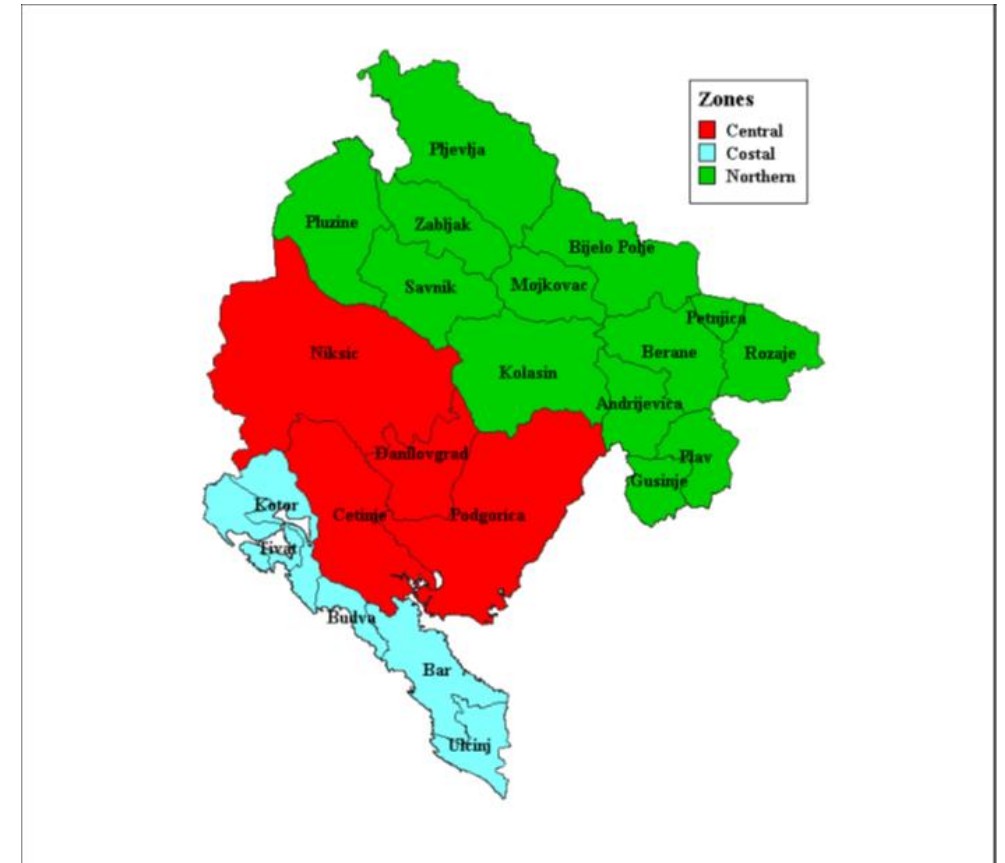 Zones
Central
Costal
Northern
Pljevlja
Pluzine
Zabljak
Bijelo Polje
Savnik
Mojkovac
Petnjica
Niksic
Berane
Rozaje
Kolasin
Andrijevica
Danilovgrad
Plav
Gusinje
Kotor
Cetinje
Podgorica
Tivat
Budva
Bar
Ulcinj